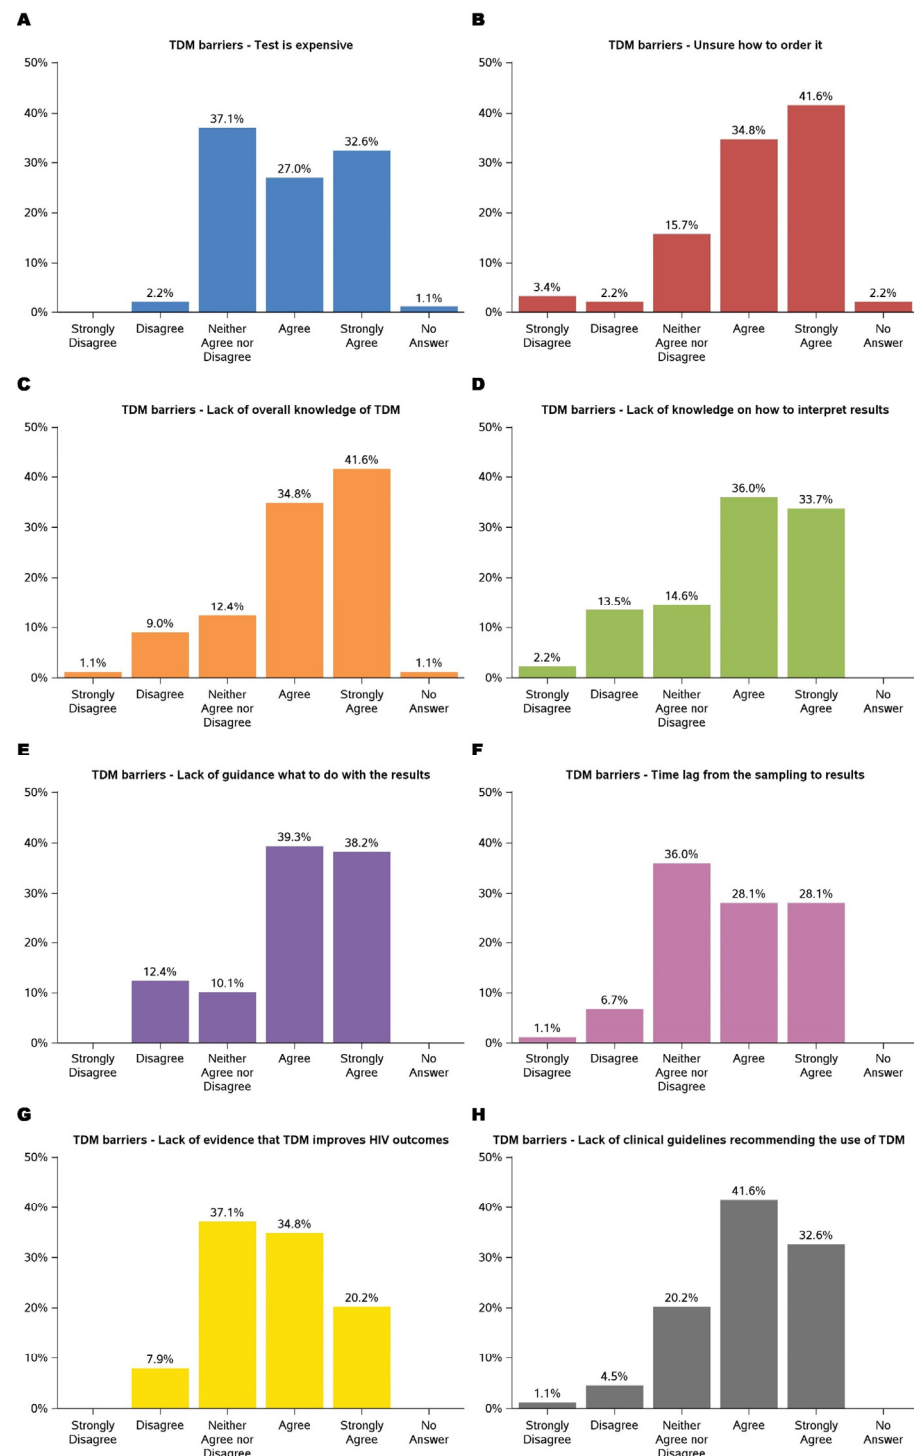 A
TDM barriers - Test is expensive
50%
40%
30%
20%
10%
0%
2.2%
37.1%
27.0%
32.6%
1.1%
Strongly
Disagree
Disagree
Neither
Agree nor
Disagree
Agree
Strongly
Agree
No
Answer
B
TDM barriers - Unsure how to order it
50%
40%
30%
20%
10%
0%
3.4%
2.2%
15.7%
34.8%
41.6%
2.2%
Strongly
Disagree
Disagree
Neither
Agree nor
Disagree
Agree
Strongly
Agree
No
Answer
C
TDM barriers - Lack of overall knowledge of TDM
50%
40%
30%
20%
10%
0%
1.1%
9.0%
12.4%
34.8%
41.6%
1.1%
Strongly
Disagree
Disagree
Neither
Agree nor
Disagree
Agree
Strongly
Agree
No
Answer
D
TDM barriers - Lack of knowledge on how to interpret results
50%
40%
30%
20%
10%
0%
2.2%
13.5%
14.6%
36.0%
33.7%
Strongly
Disagree
Disagree
Neither
Agree nor
Disagree
Agree
Strongly
Agree
No
Answer
E
TDM barriers - Lack of guidance what to do with the results
50%
40%
30%
20%
10%
0%
12.4%
10.1%
39.3%
38.2%
Strongly
Disagree
Disagree
Neither
Agree nor
Disagree
Agree
Strongly
Agree
No
Answer
F
TDM barriers - Time lag from the sampling to results
50%
40%
30%
20%
10%
0%
1.1%
6.7%
36.0%
28.1%
28.1%
Strongly
Disagree
Disagree
Neither
Agree nor
Disagree
Agree
Strongly
Agree
No
Answer
G
TDM barriers - Lack of evidence that TDM improves HIV outcomes
50%
40%
30%
20%
10%
0%
7.9%
37.1%
34.8%
20.2%
Strongly
Disagree
Disagree
Neither
Agree nor
Disagree
Agree
Strongly
Agree
No
Answer
H
TDM barriers - Lack of clinical guidelines recommending the use of TDM
50%
40%
30%
20%
10%
0%
1.1%
4.5%
20.2%
41.6%
32.6%
Strongly
Disagree
Disagree
Neither
Agree nor
Disagree
Agree
Strongly
Agree
No
Answer